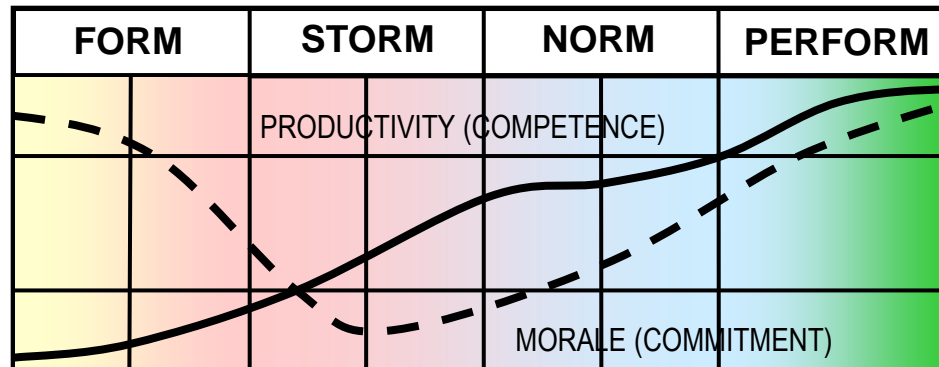 FORM STORM NORM PERFORM
PRODUCTIVITY (COMPETENCE)
MORALE (COMMITMENT)